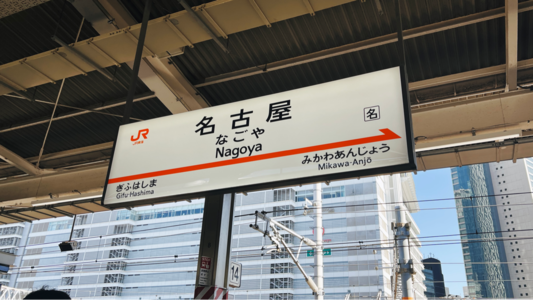 JR
名古屋
名
なごや
Nagoya
ぎふはしま
Gifu-Hashima
みかわあんじょう
Mikawa-Anjō
14